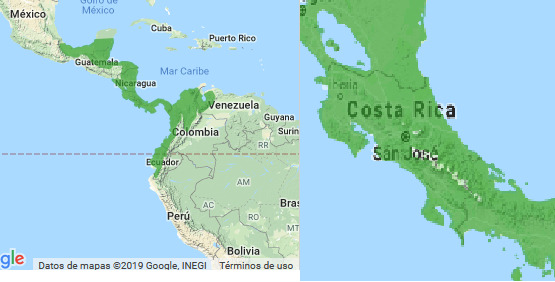 Golfo de
México
Cuba
Puerto Rico
Guatemala
Mar Caribe
Nicaragua
Venezuela
Guyana
Colombia
Surin
RR
Ecuador
AM
AC
RO
Bras
Perú
MT
Bolivia
gle
Datos de mapas ©2019 Google, INEGI
Términos de uso
Costa Rica
San José